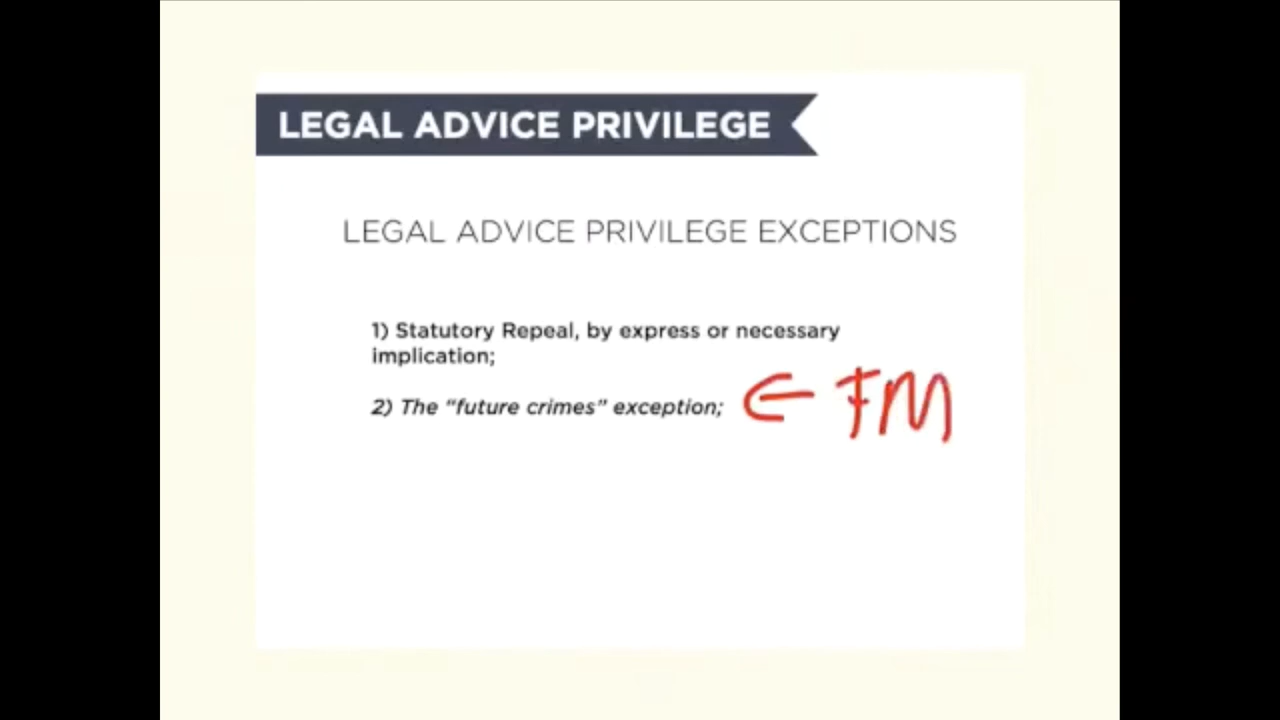 LEGAL ADVICE PRIVILEGE
LEGAL ADVICE PRIVILEGE EXCEPTIONS
1) Statutory Repeal, by express or necessary
implication;
2) The “future crimes” exception; ← FM